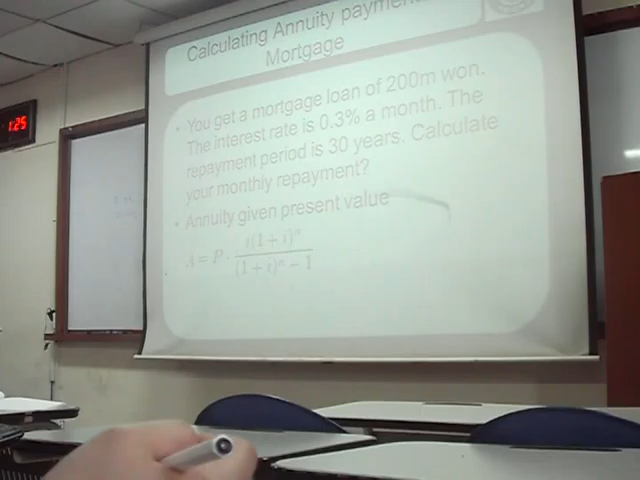 Calculating Annuity payment
Mortgage
1:25
• You get a mortgage loan of 200m won.
The interest rate is 0.3% a month. The
repayment period is 30 years. Calculate
your monthly repayment?
• Annuity given present value
A = P · i(1 + i)^n / (1 + i)^n − 1